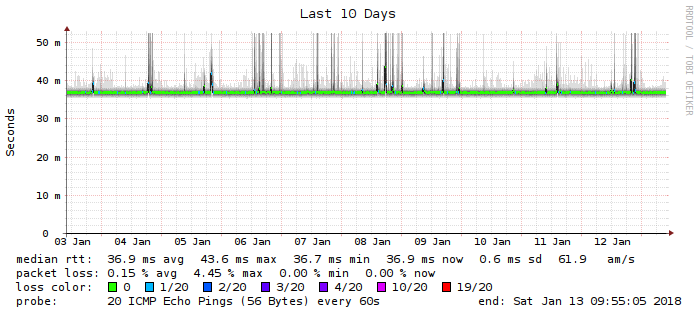 Last 10 Days
RRDTOOL / TOBI OETIKER
Seconds
50 m
40 m
30 m
20 m
10 m
0
03 Jan 04 Jan 05 Jan 06 Jan 07 Jan 08 Jan 09 Jan 10 Jan 11 Jan 12 Jan
median rtt: 36.9 ms avg 43.6 ms max 36.7 ms min 36.9 ms now 0.6 ms sd 61.9 am/s
packet loss: 0.15 % avg 4.45 % max 0.00 % min 0.00 % now
loss color: 0 1/20 2/20 3/20 4/20 10/20 19/20
probe: 20 ICMP Echo Pings (56 Bytes) every 60s end: Sat Jan 13 09:55:05 2018